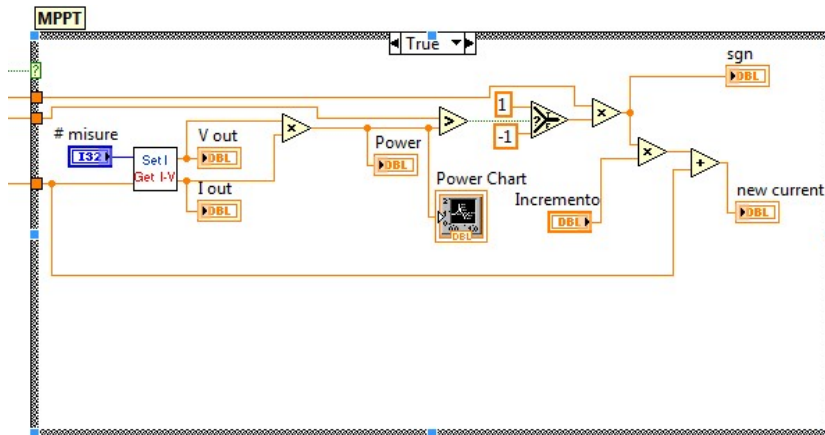 MPPT
True
?
sgn
DBL
1
-1
?
×
>
×
×
+
# misure
I32
Set I
Get I-V
V out
DBL
I out
DBL
Power
DBL
Power Chart
DBL
Incremento
DBL
new current
DBL